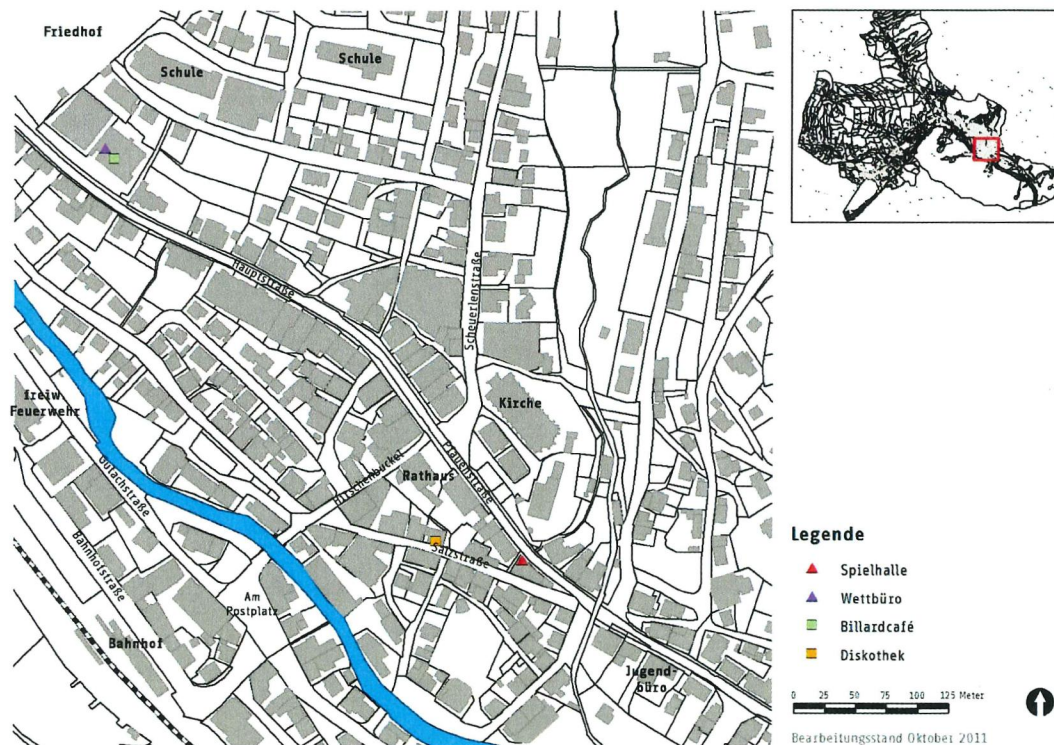 Friedhof
Schule
Schule
Hauptstraße
Scheuerlenstraße
Kirche
freiw
Feuerwehr
Gutachstraße
Hirschenbuckel
Rathaus
Pfauenstraße
Salzstraße
Bahnhofstraße
Am
Postplatz
Bahnhof
Jugend-
büro
Legende
Spielhalle
Wettbüro
Billardcafé
Diskothek
0 25 50 75 100 125 Meter
Bearbeitungsstand Oktober 2011